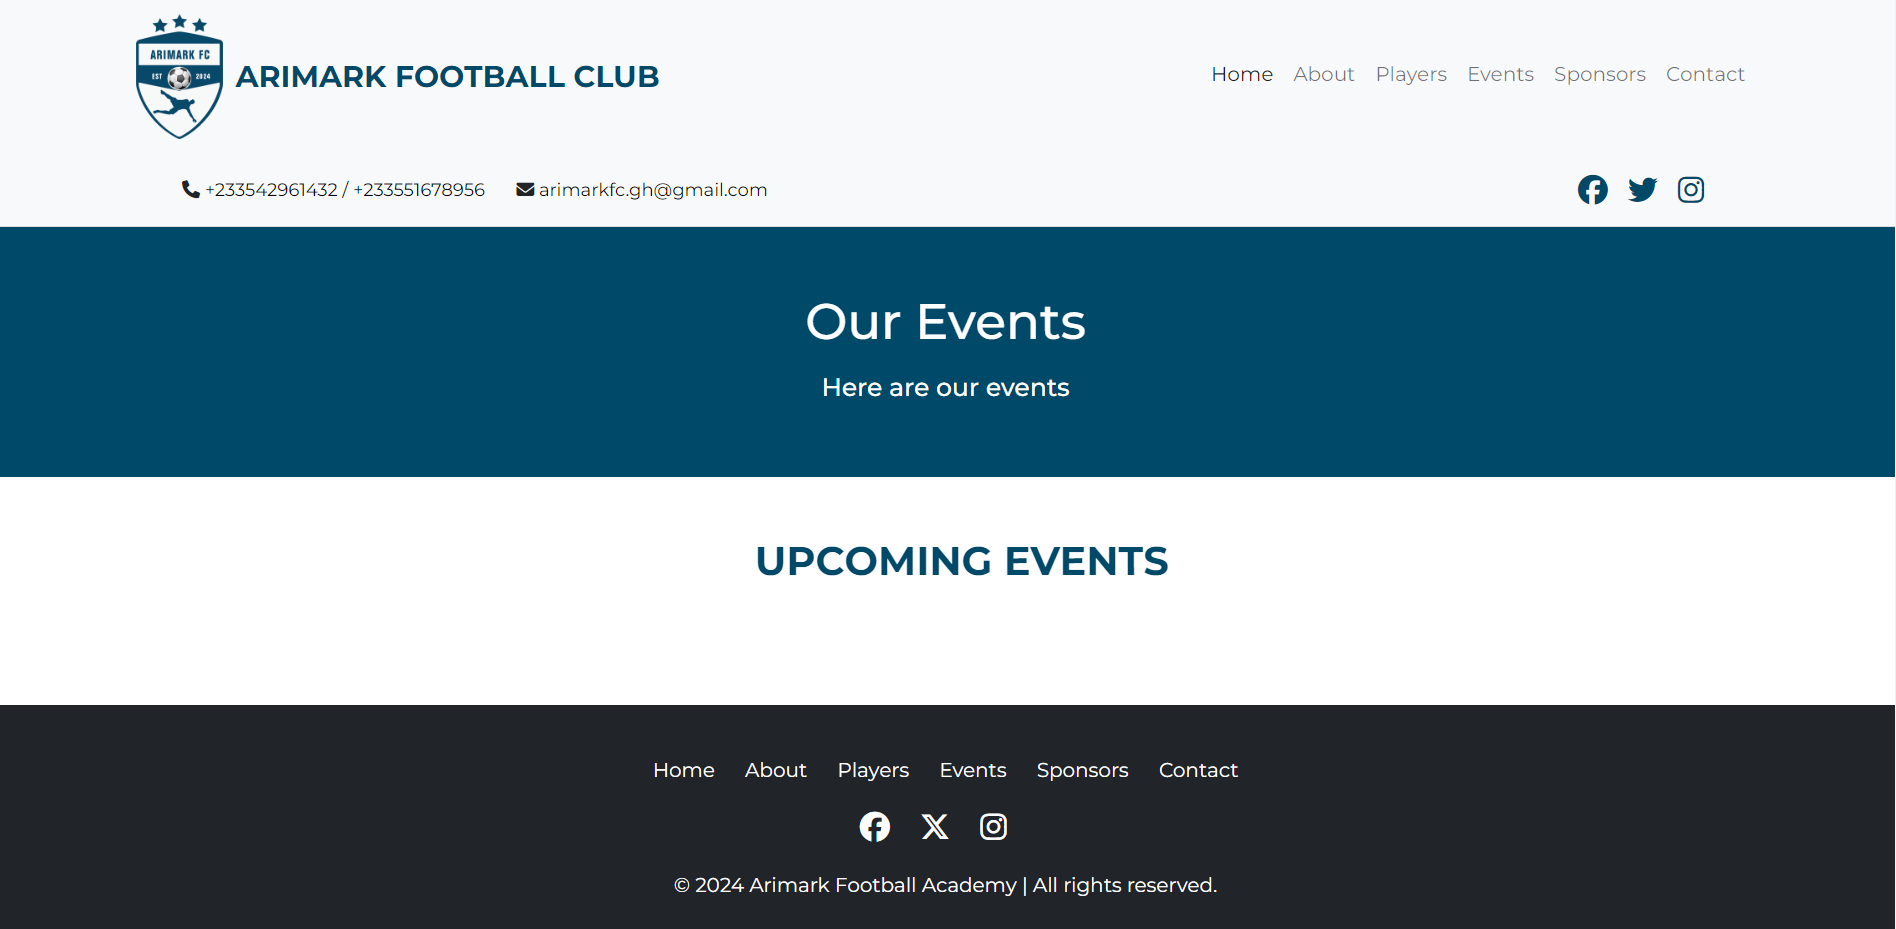 ARIMARK FC
EST 2024
ARIMARK FOOTBALL CLUB
Home About Players Events Sponsors Contact
+233542961432 / +233551678956 arimarkfc.gh@gmail.com
Our Events
Here are our events
UPCOMING EVENTS
Home About Players Events Sponsors Contact
© 2024 Arimark Football Academy | All rights reserved.